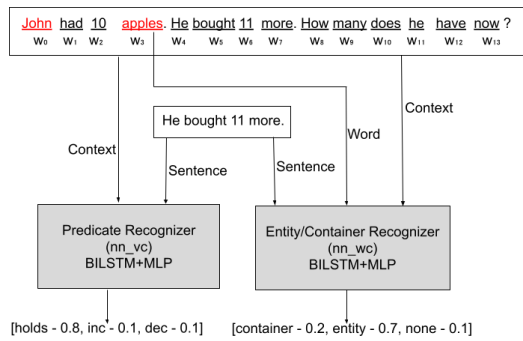 John had 10 apples. He bought 11 more. How many does he have now ?
W0 W1 W2 W3 W4 W5 W6 W7 W8 W9 W10 W11 W12 W13
He bought 11 more.
Context
Word
Context
Sentence
Sentence
Predicate Recognizer
(nn_vc)
BILSTM+MLP
Entity/Container Recognizer
(nn_wc)
BILSTM+MLP
[holds - 0.8, inc - 0.1, dec - 0.1]
[container - 0.2, entity - 0.7, none - 0.1]